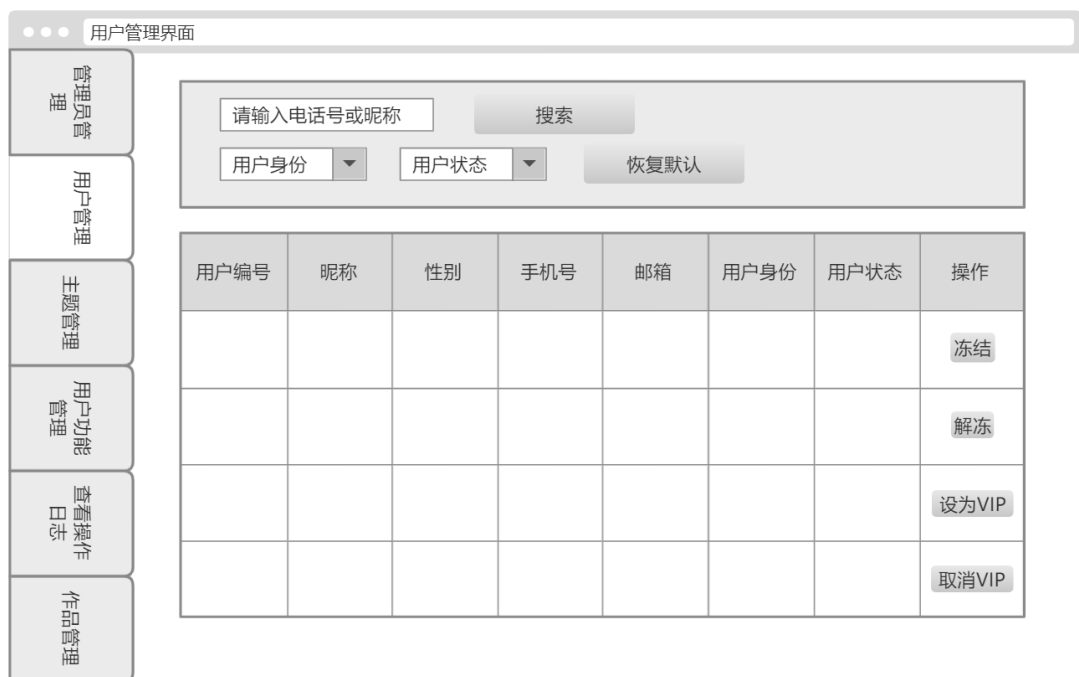 用户管理界面
管理员管
理
用户管理
主题管理
用户功能
管理
查看操作
日志
作品管理
请输入电话号或昵称
搜索
用户身份
用户状态
恢复默认
用户编号
昵称
性别
手机号
邮箱
用户身份
用户状态
操作
冻结
解冻
设为VIP
取消VIP